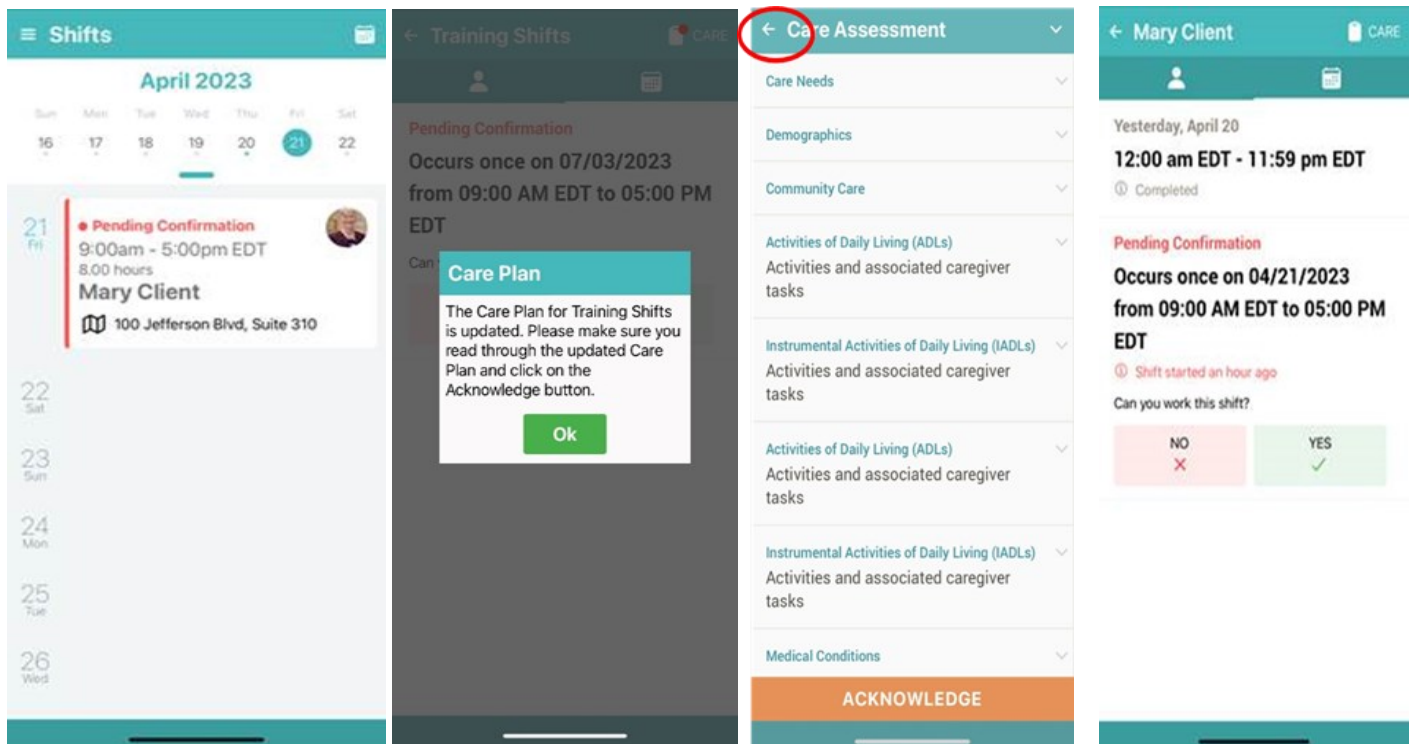 Shifts
April 2023
Sun Mon Tue Wed Thu Fri Sat
16 17 18 19 20 21 22
21
Fri
Pending Confirmation
9:00am - 5:00pm EDT
8.00 hours
Mary Client
100 Jefferson Blvd, Suite 310
22
Sat
23
Sun
24
Mon
25
Tue
26
Wed
Training Shifts
CARE
Pending Confirmation
Occurs once on 07/03/2023
from 09:00 AM EDT to 05:00 PM
EDT
Can
Care Plan
The Care Plan for Training Shifts
is updated. Please make sure you
read through the updated Care
Plan and click on the
Acknowledge button.
Ok
Care Assessment
Care Needs
Demographics
Community Care
Activities of Daily Living (ADLs)
Activities and associated caregiver
tasks
Instrumental Activities of Daily Living (IADLs)
Activities and associated caregiver
tasks
Activities of Daily Living (ADLs)
Activities and associated caregiver
tasks
Instrumental Activities of Daily Living (IADLs)
Activities and associated caregiver
tasks
Medical Conditions
ACKNOWLEDGE
Mary Client
CARE
Yesterday, April 20
12:00 am EDT - 11:59 pm EDT
Completed
Pending Confirmation
Occurs once on 04/21/2023
from 09:00 AM EDT to 05:00 PM
EDT
Shift started an hour ago
Can you work this shift?
NO
YES